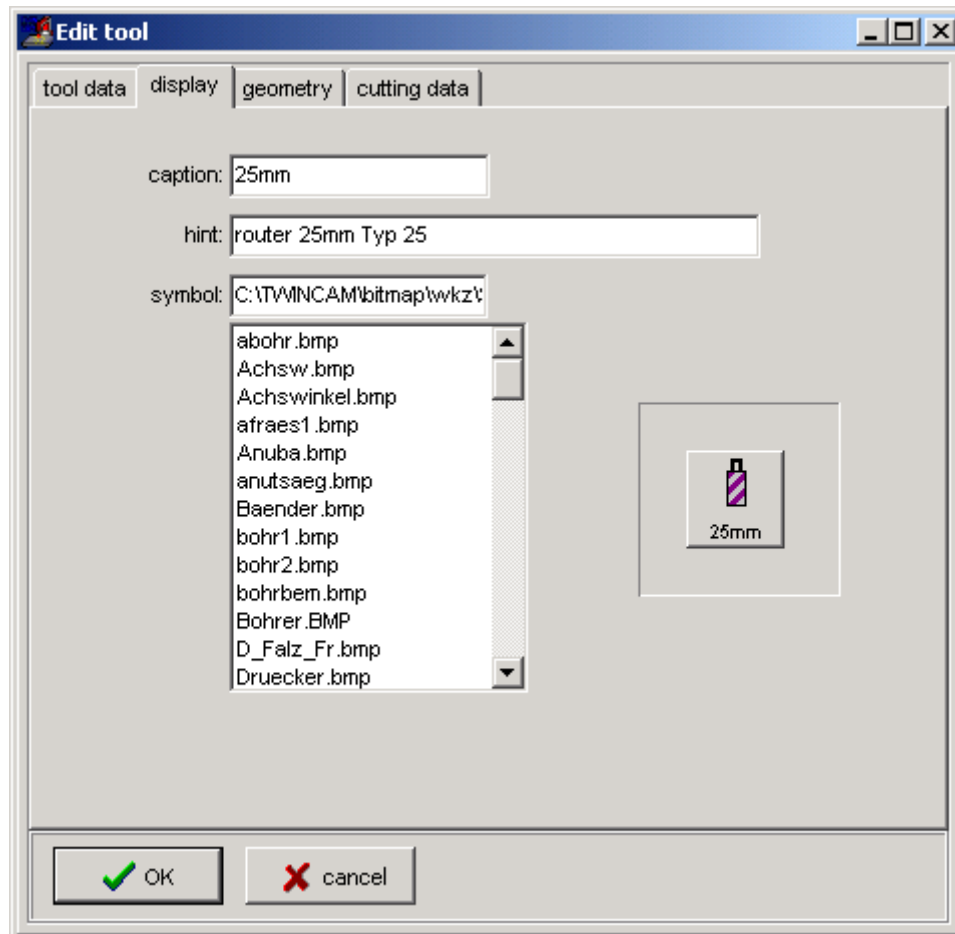 Edit tool
tool data display geometry cutting data
caption: 25mm
hint: router 25mm Typ 25
symbol: C:\TWINCAM\bitmap\wkz\
abohr.bmp
Achsw.bmp
Achswinkel.bmp
afraes1.bmp
Anuba.bmp
anutsaeg.bmp
Baender.bmp
bohr1.bmp
bohr2.bmp
bohrbem.bmp
Bohrer.BMP
D_Falz_Fr.bmp
Druecker.bmp
25mm
OK cancel